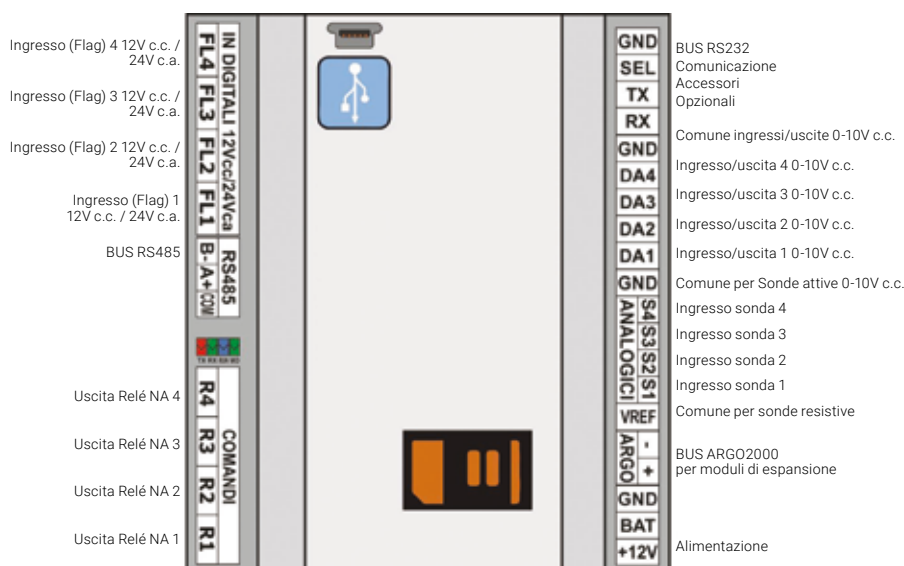 Ingresso (Flag) 4 12V c.c. /
24V c.a.
Ingresso (Flag) 3 12V c.c. /
24V c.a.
Ingresso (Flag) 2 12V c.c. /
24V c.a.
Ingresso (Flag) 1
12V c.c. / 24V c.a.
BUS RS485
Uscita Relé NA 4
Uscita Relé NA 3
Uscita Relé NA 2
Uscita Relé NA 1
FL4
FL3
FL2
FL1
IN DIGITALI 12Vcc/24Vca
B-
A+
COM
RS485
TX RX
R4
R3
R2
R1
COMANDI
GND
SEL
TX
RX
GND
DA4
DA3
DA2
DA1
GND
S4
S3
S2
S1
ANALOGICI
VREF
ARGO
-
+
GND
BAT
+12V
BUS RS232
Comunicazione
Accessori
Opzionali
Comune ingressi/uscite 0-10V c.c.
Ingresso/uscita 4 0-10V c.c.
Ingresso/uscita 3 0-10V c.c.
Ingresso/uscita 2 0-10V c.c.
Ingresso/uscita 1 0-10V c.c.
Comune per Sonde attive 0-10V c.c.
Ingresso sonda 4
Ingresso sonda 3
Ingresso sonda 2
Ingresso sonda 1
Comune per sonde resistive
BUS ARGO2000
per moduli di espansione
Alimentazione